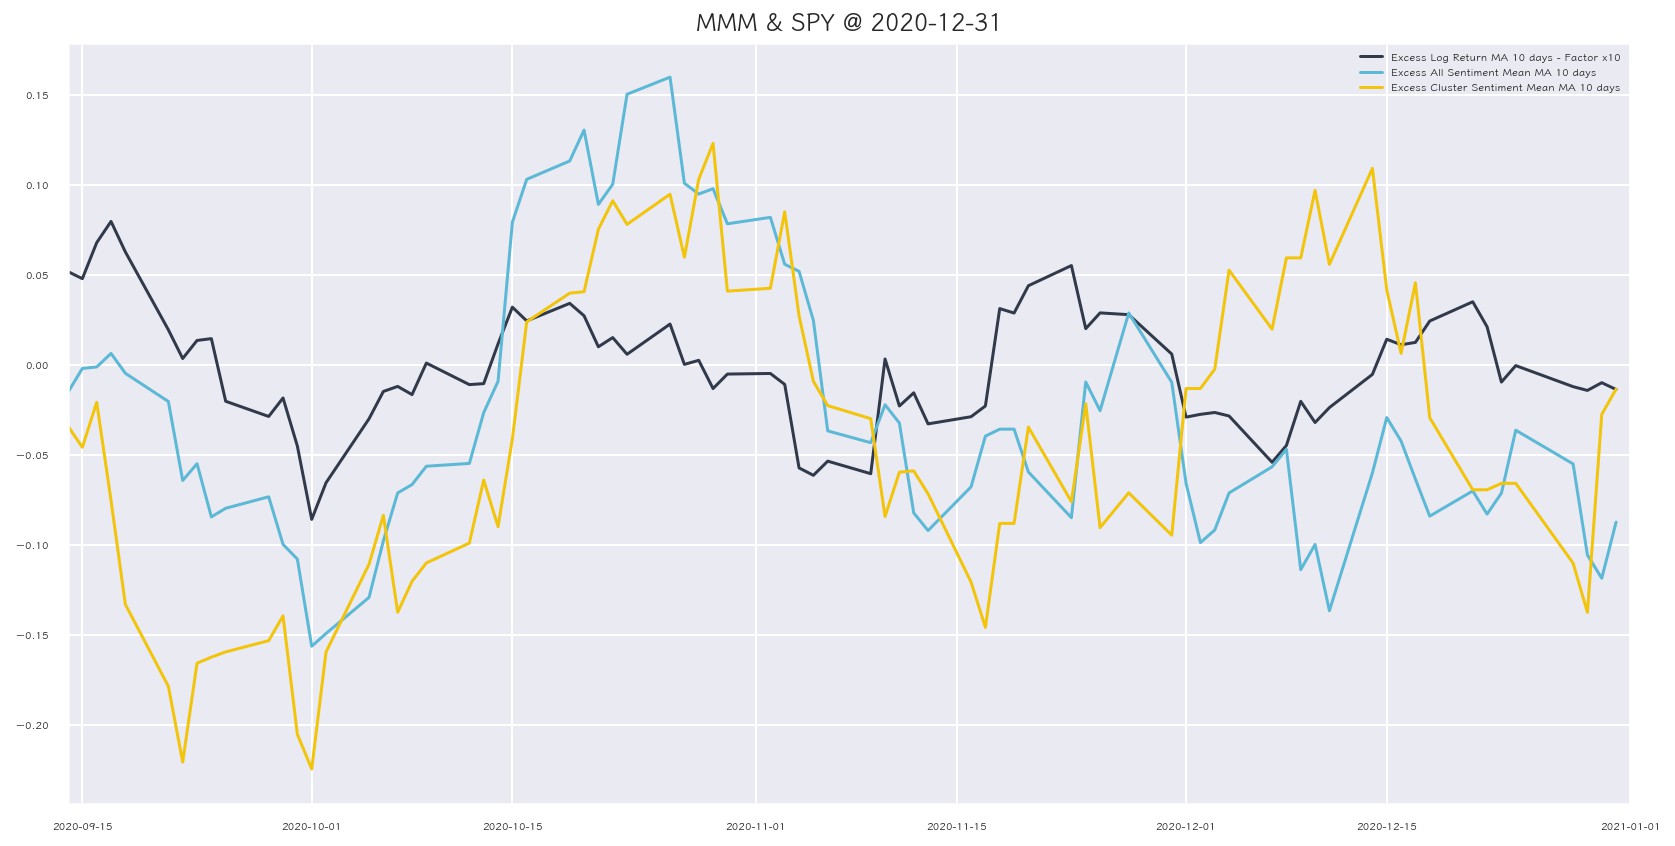 MMM & SPY @ 2020-12-31
Excess Log Return MA 10 days - Factor x10
Excess All Sentiment Mean MA 10 days
Excess Cluster Sentiment Mean MA 10 days
0.15
0.10
0.05
0.00
−0.05
−0.10
−0.15
−0.20
2020-09-15 2020-10-01 2020-10-15 2020-11-01 2020-11-15 2020-12-01 2020-12-15 2021-01-01